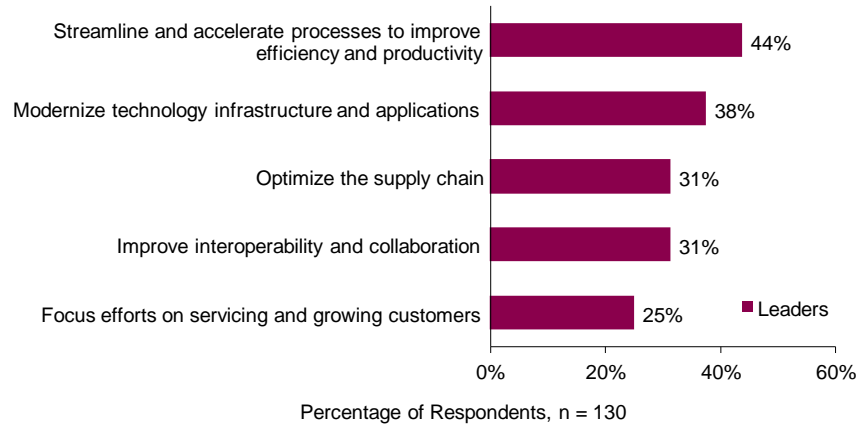 Streamline and accelerate processes to improve
efficiency and productivity
44%
Modernize technology infrastructure and applications
38%
Optimize the supply chain
31%
Improve interoperability and collaboration
31%
Focus efforts on servicing and growing customers
25%
Leaders
0%
20%
40%
60%
Percentage of Respondents, n = 130